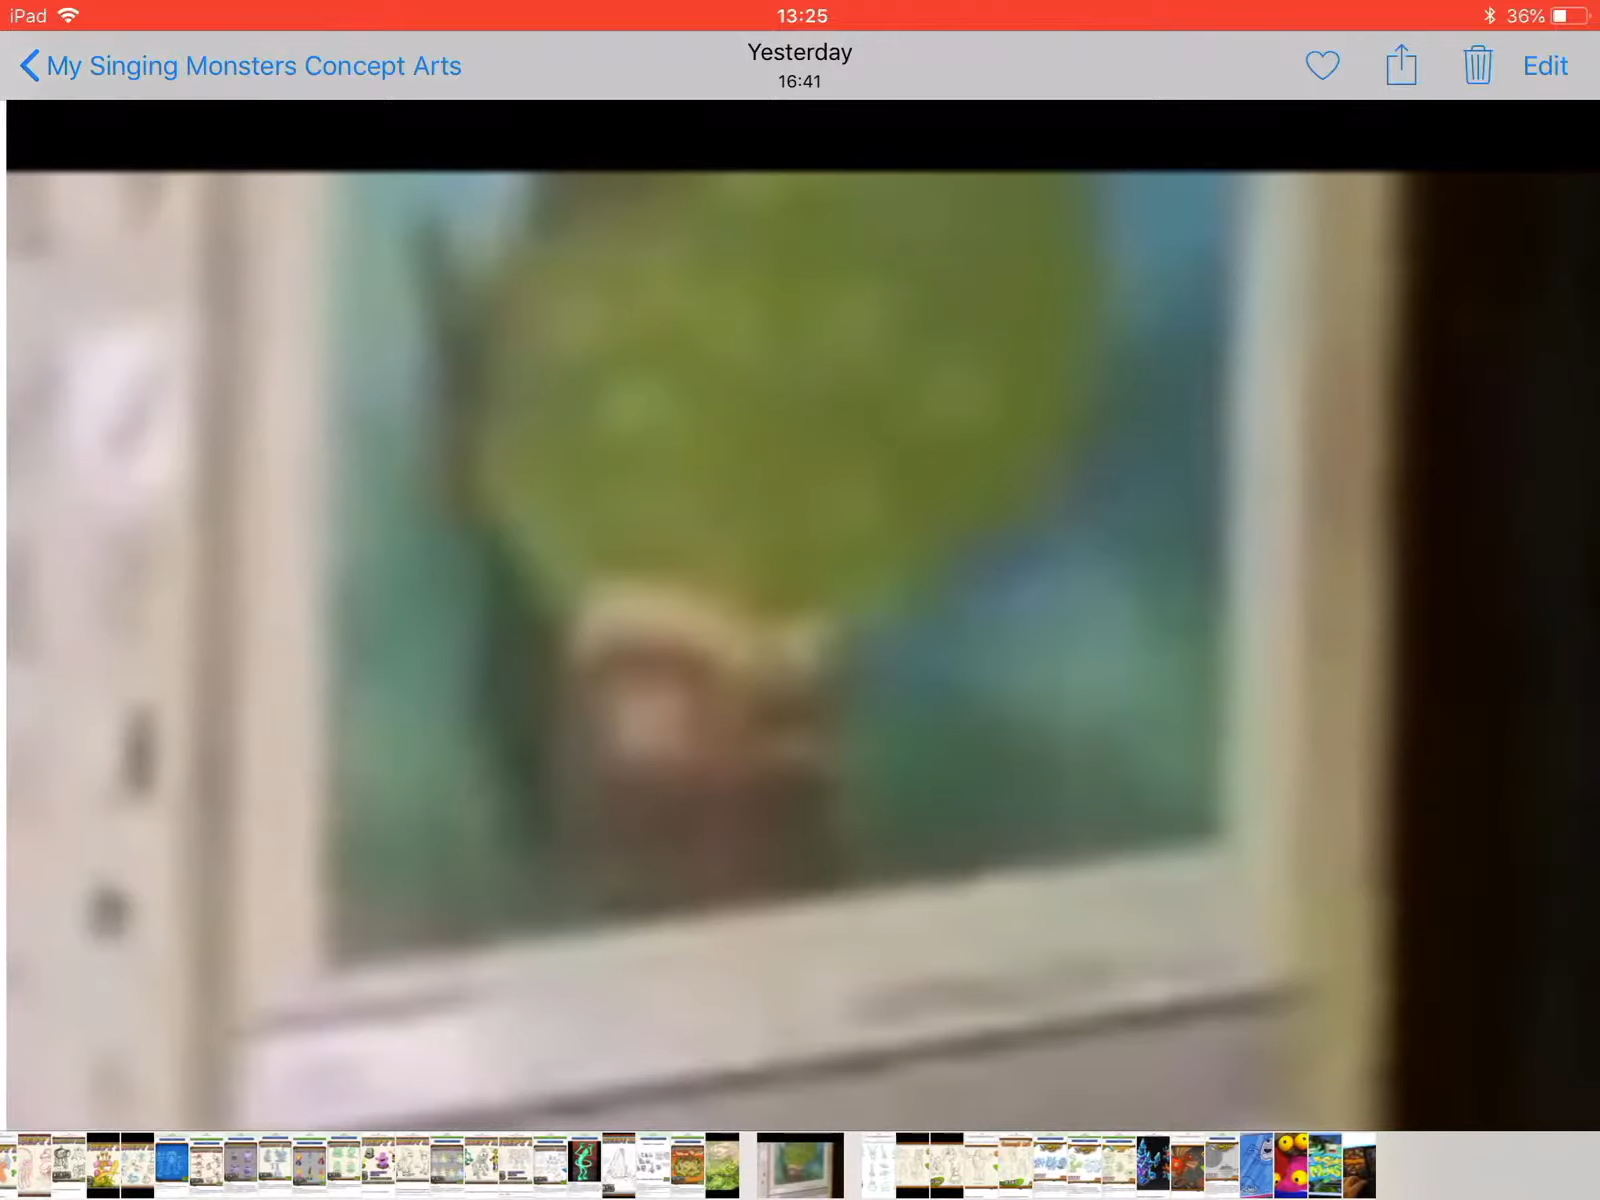 iPad
13:25
36%
My Singing Monsters Concept Arts
Yesterday
16:41
Edit